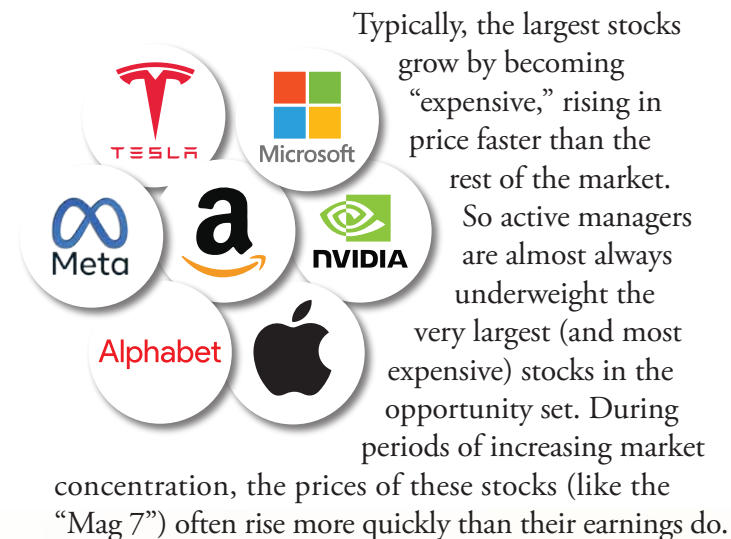 Typically, the largest stocks
grow by becoming
“expensive,” rising in
price faster than the
rest of the market.
So active managers
are almost always
underweight the
very largest (and most
expensive) stocks in the
opportunity set. During
periods of increasing market
concentration, the prices of these stocks (like the
“Mag 7”) often rise more quickly than their earnings do.
TESLA
Microsoft
Meta
a
NVIDIA
Alphabet